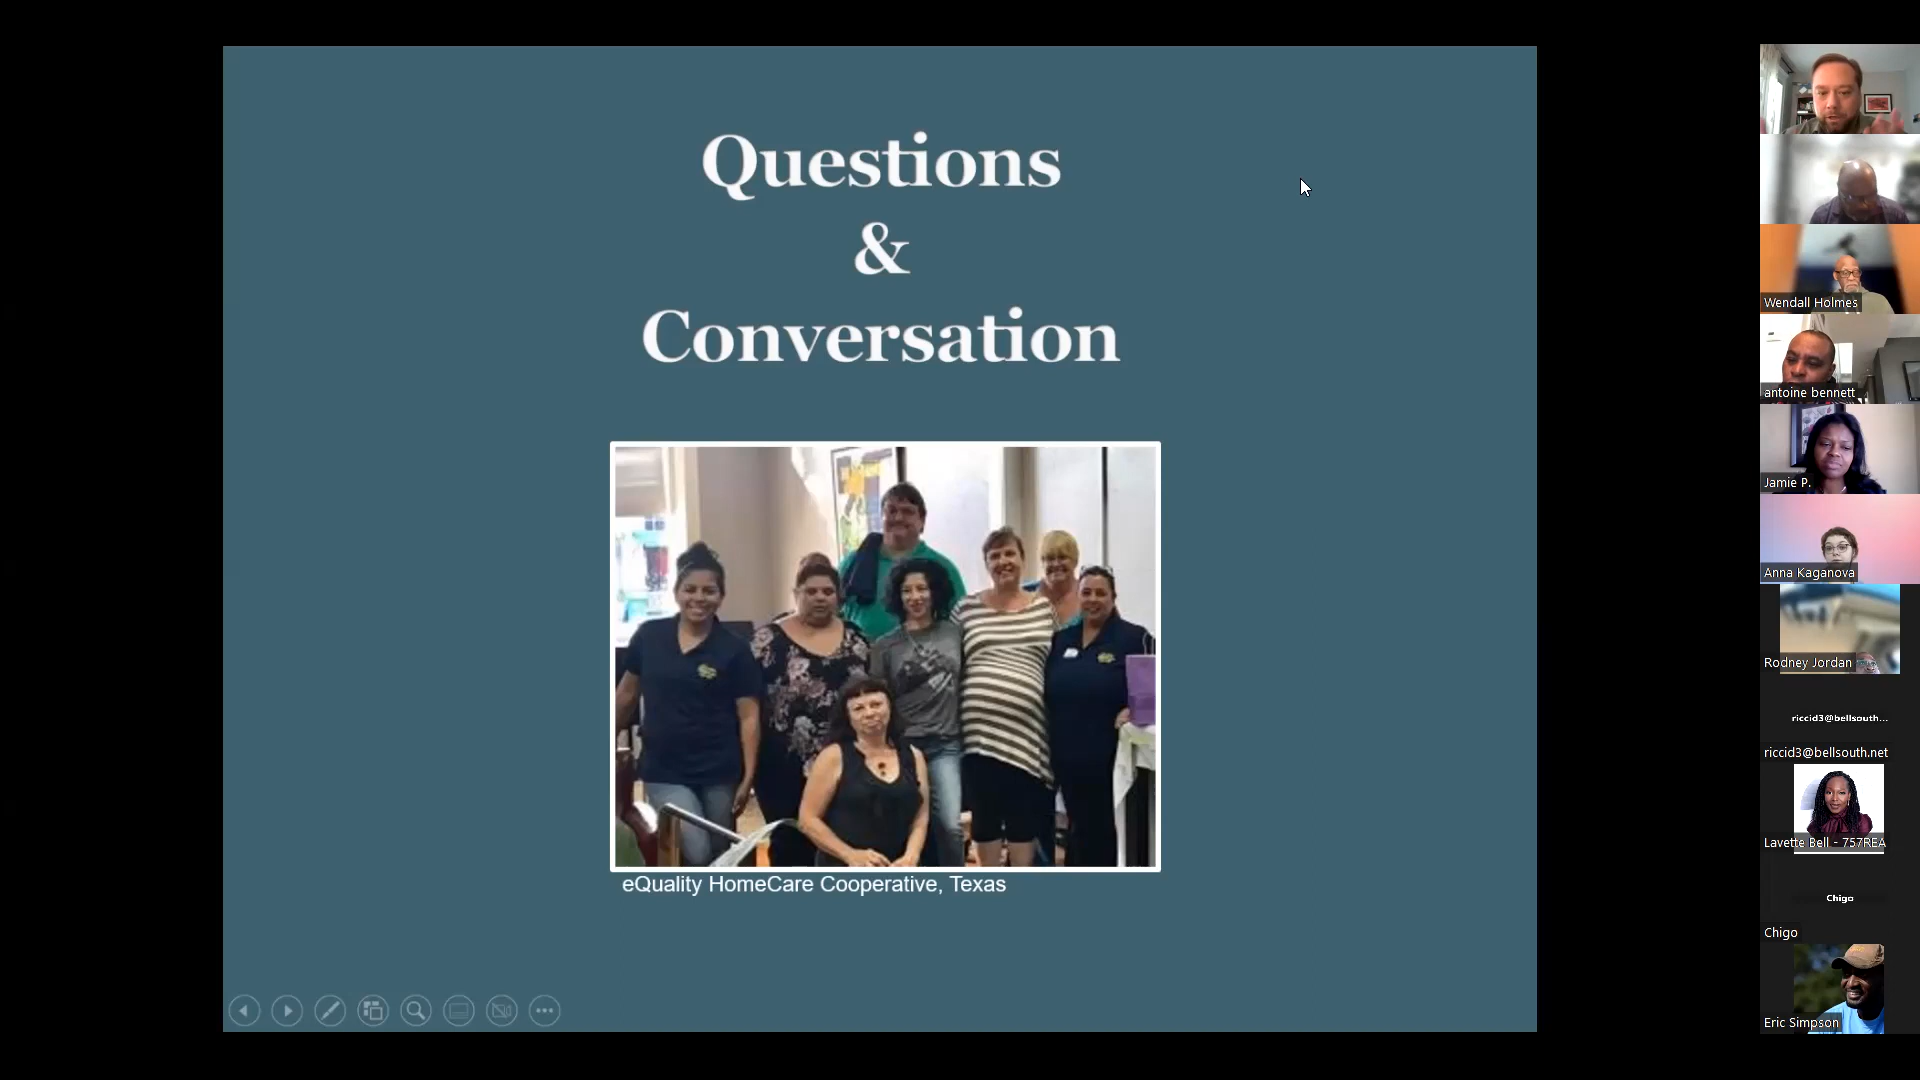 Questions
&
Conversation
eQuality HomeCare Cooperative, Texas
Wendall Holmes
antoine bennett
Jamie P.
Anna Kaganova
Rodney Jordan
riccid3@bellsouth...
riccid3@bellsouth.net
Lavette Bell - 757REA
Chigo
Chigo
Eric Simpson